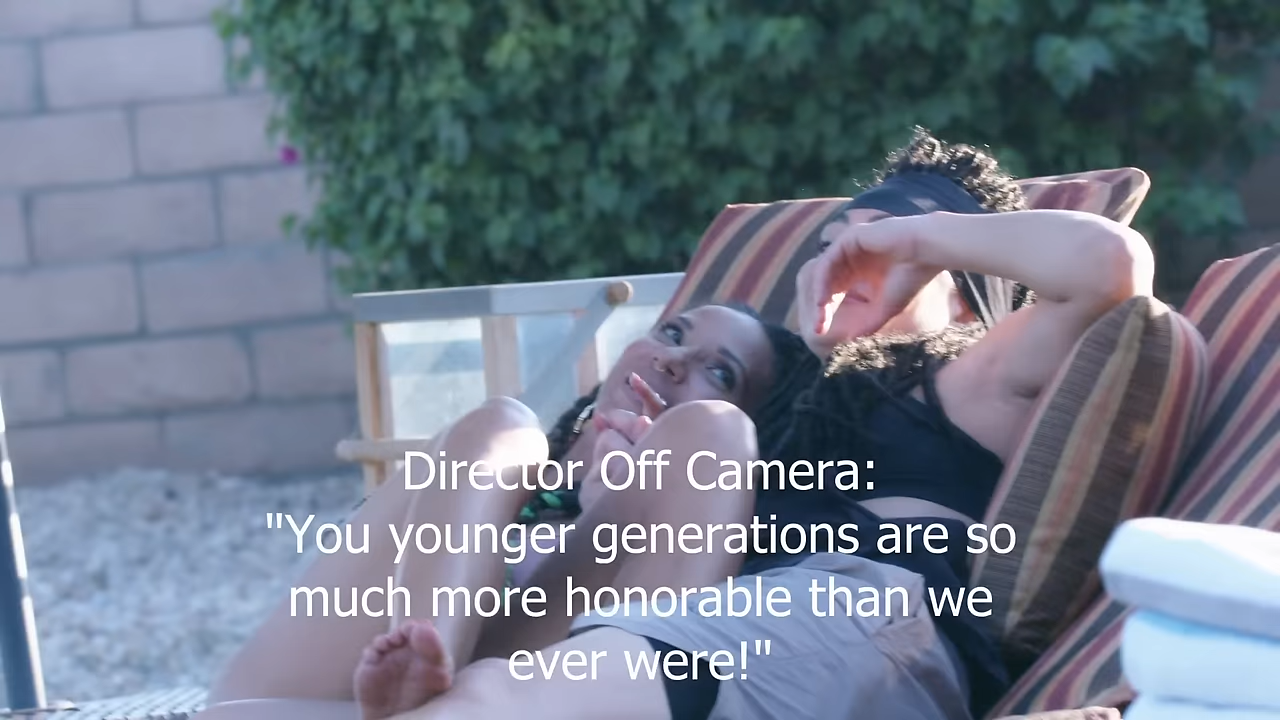 Director Off Camera:
"You younger generations are so
much more honorable than we
ever were!"